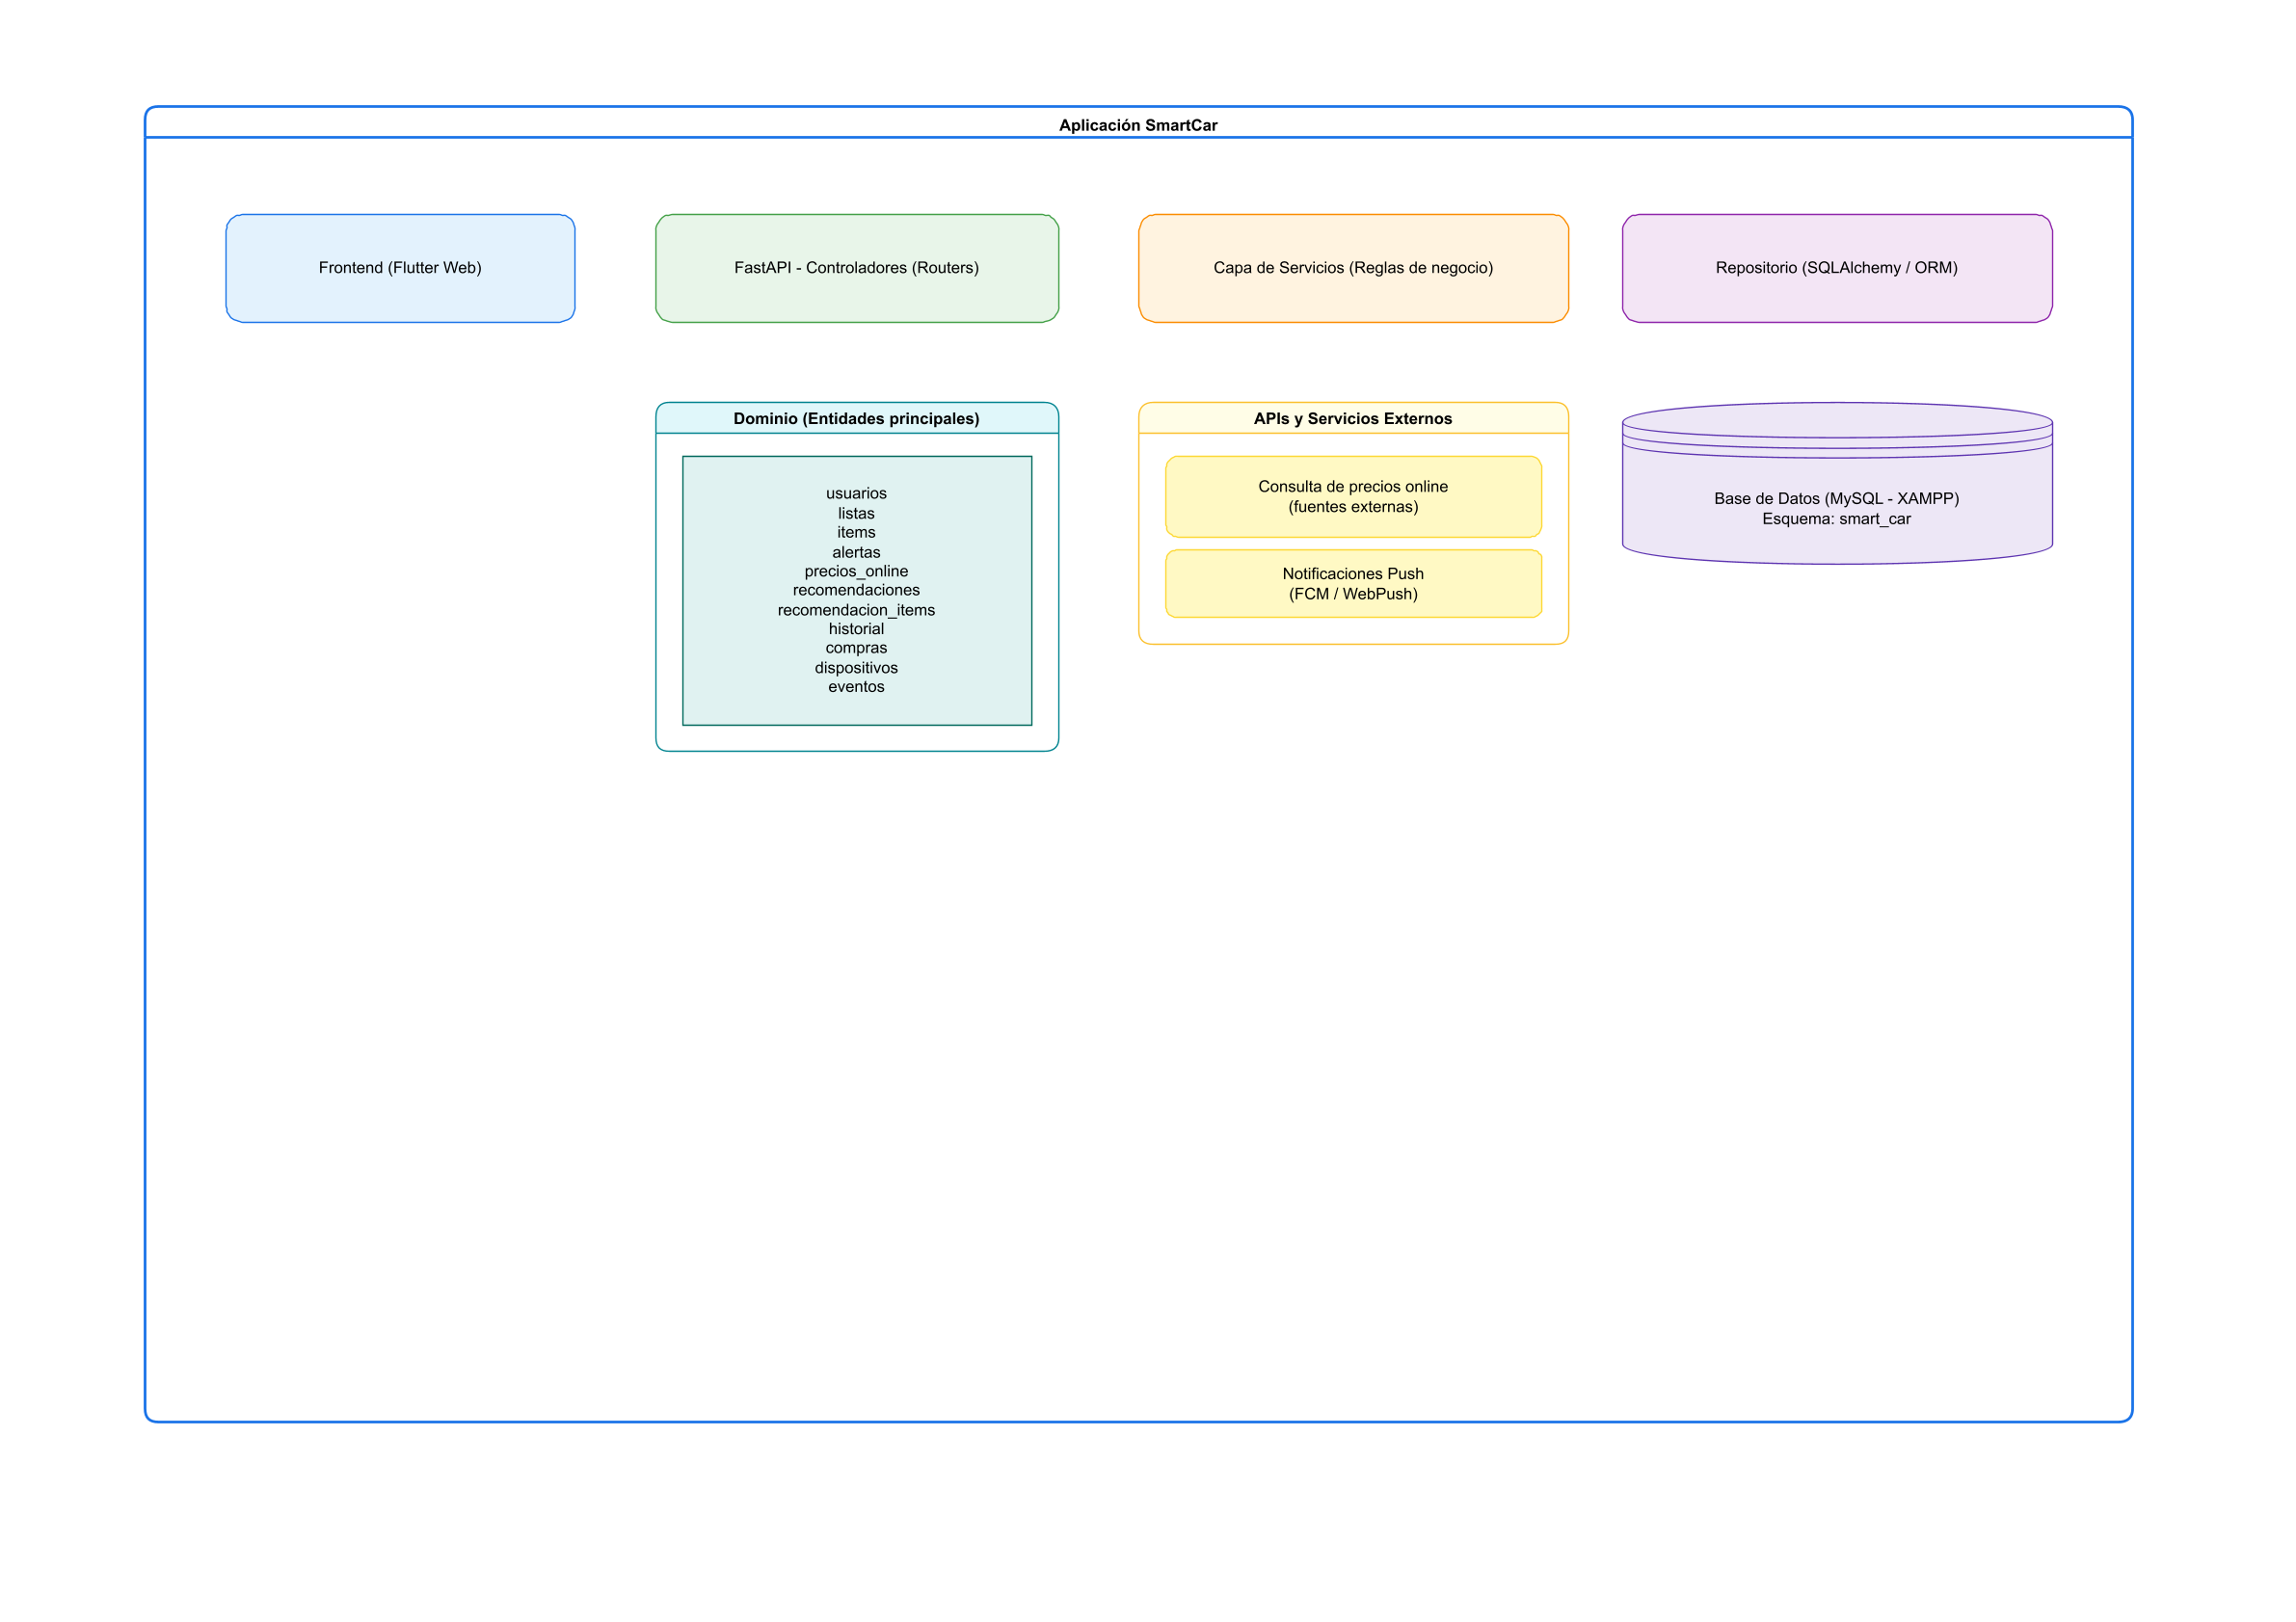 Aplicación SmartCar
Frontend (Flutter Web)
FastAPI - Controladores (Routers)
Capa de Servicios (Reglas de negocio)
Repositorio (SQLAlchemy / ORM)
Dominio (Entidades principales)
usuarios
listas
items
alertas
precios_online
recomendaciones
recomendacion_items
historial
compras
dispositivos
eventos
APIs y Servicios Externos
Consulta de precios online
(fuentes externas)
Notificaciones Push
(FCM / WebPush)
Base de Datos (MySQL - XAMPP)
Esquema: smart_car